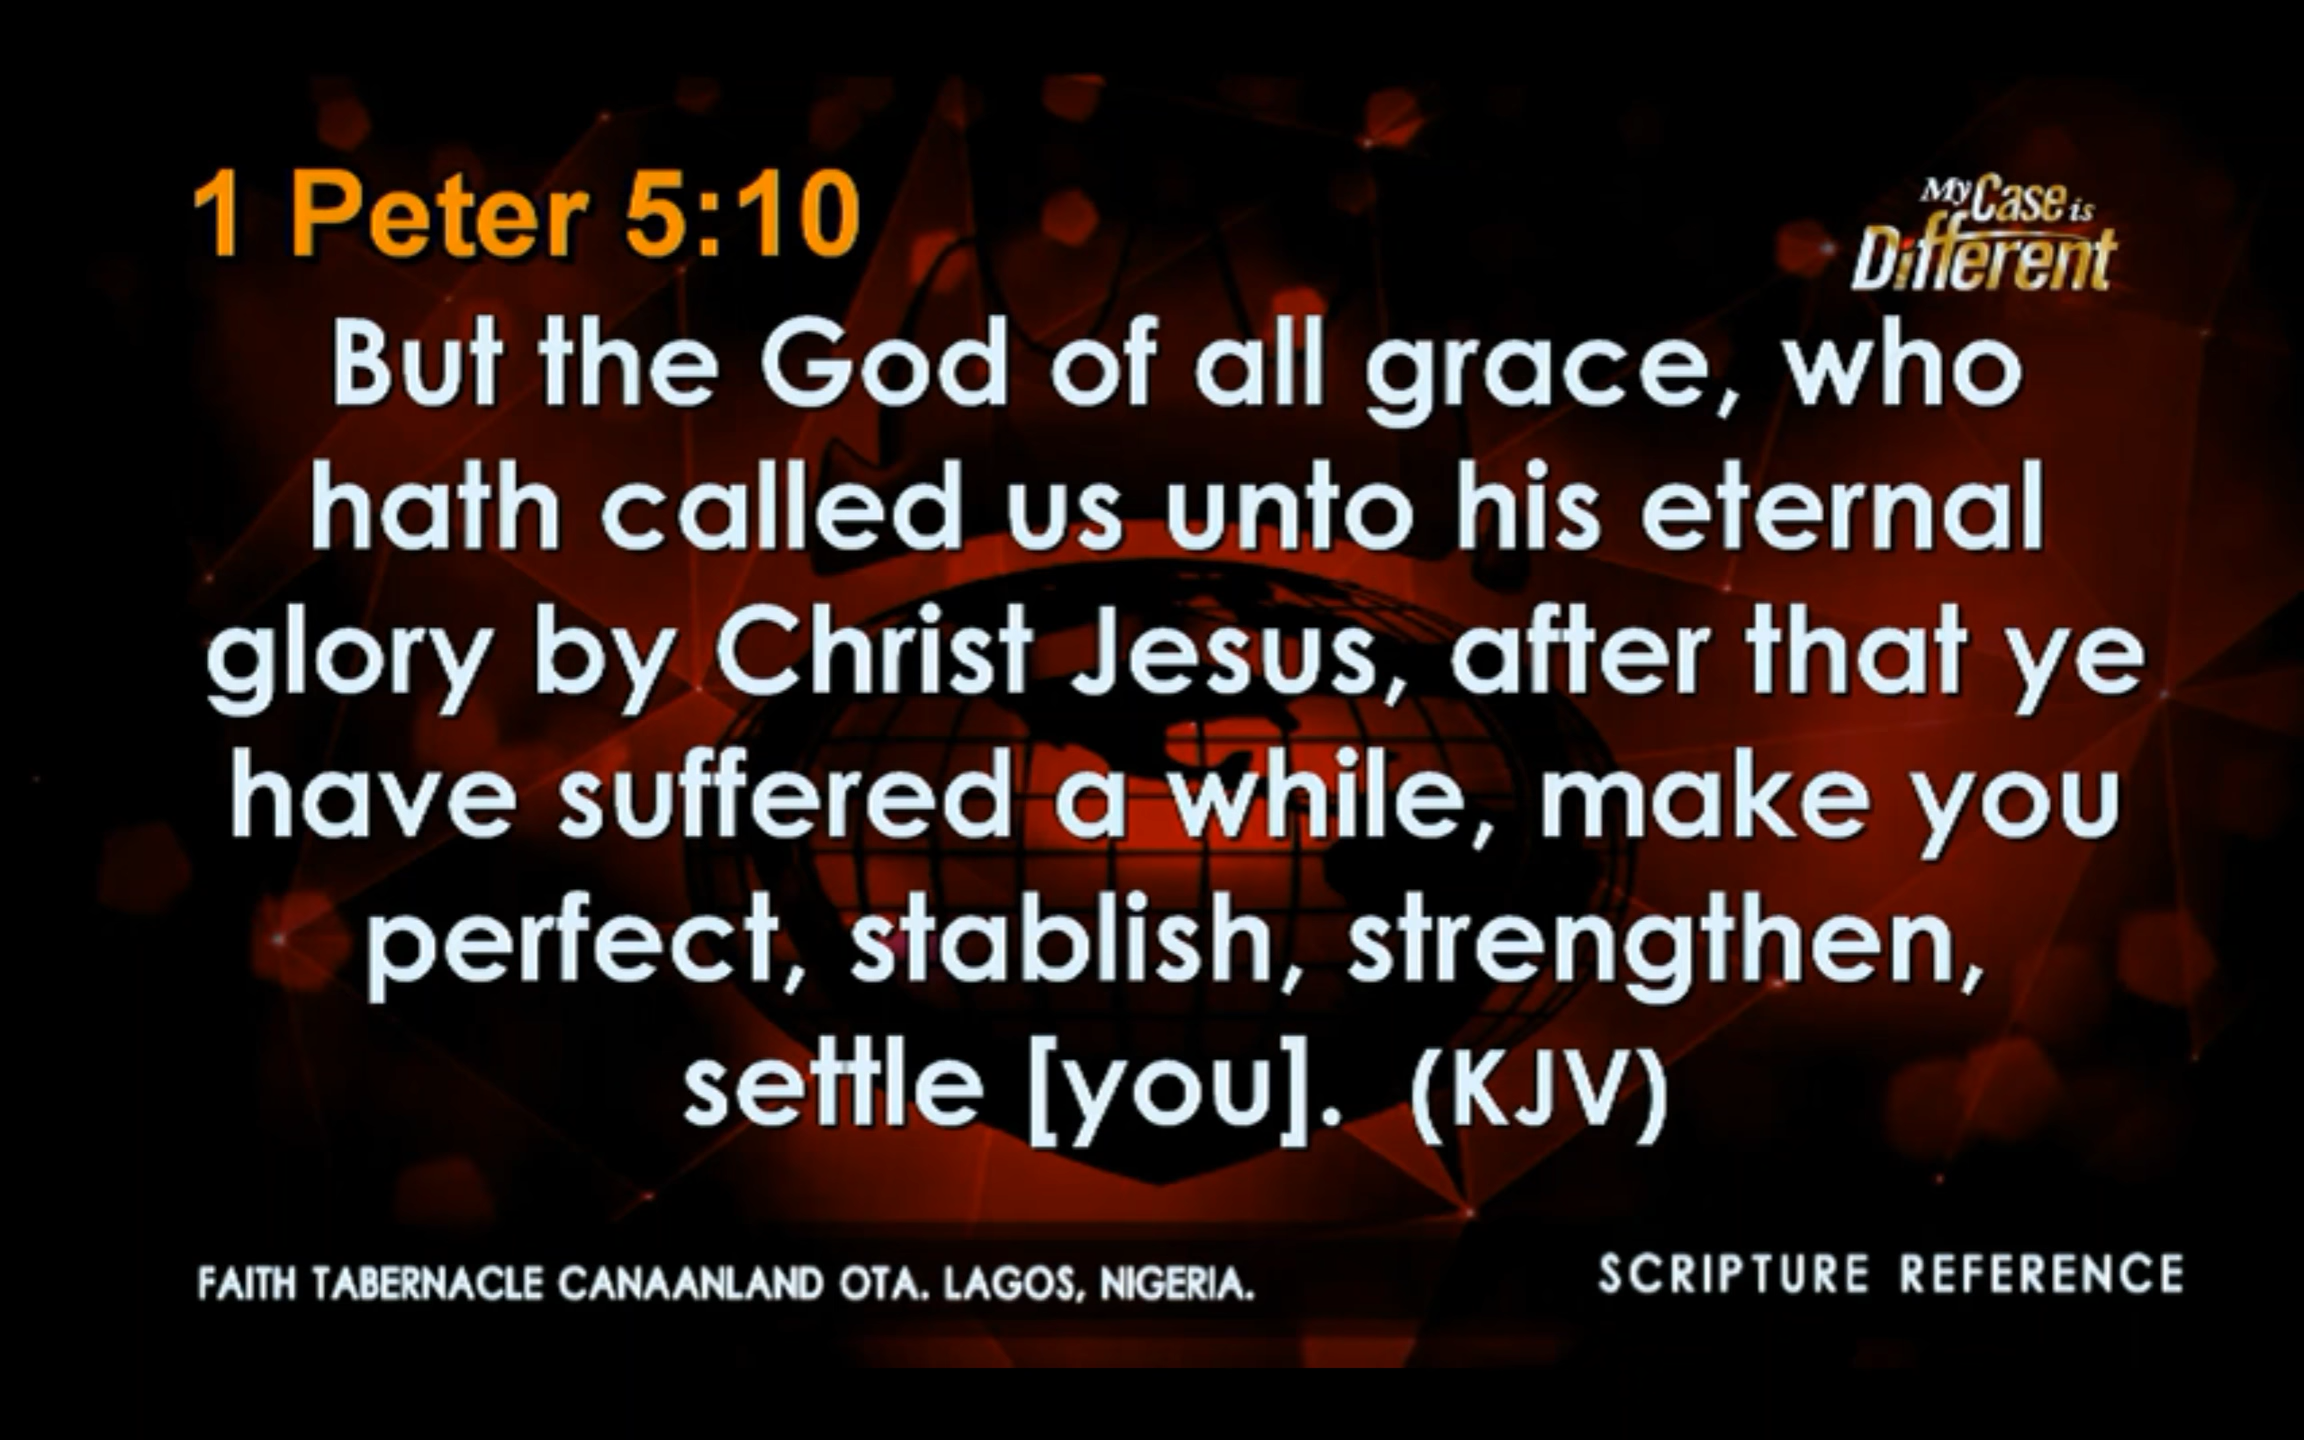 1 Peter 5:10
My Case is
Different
But the God of all grace, who
hath called us unto his eternal
glory by Christ Jesus, after that ye
have suffered a while, make you
perfect, stablish, strengthen,
settle [you]. (KJV)
FAITH TABERNACLE CANAANLAND OTA. LAGOS, NIGERIA.
SCRIPTURE REFERENCE